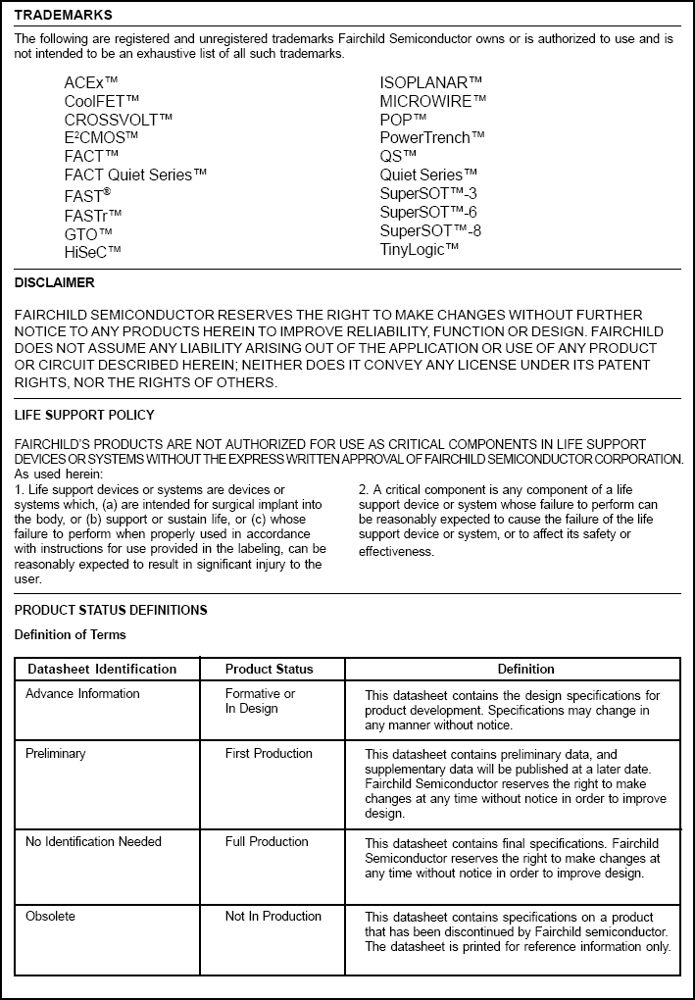 TRADEMARKS
The following are registered and unregistered trademarks Fairchild Semiconductor owns or is authorized to use and is
not intended to be an exhaustive list of all such trademarks.
ACEx™
CoolFET™
CROSSVOLT™
E²CMOS™
FACT™
FACT Quiet Series™
FAST®
FASTr™
GTO™
HiSeC™
ISOPLANAR™
MICROWIRE™
POP™
PowerTrench™
QS™
Quiet Series™
SuperSOT™-3
SuperSOT™-6
SuperSOT™-8
TinyLogic™
DISCLAIMER
FAIRCHILD SEMICONDUCTOR RESERVES THE RIGHT TO MAKE CHANGES WITHOUT FURTHER
NOTICE TO ANY PRODUCTS HEREIN TO IMPROVE RELIABILITY, FUNCTION OR DESIGN. FAIRCHILD
DOES NOT ASSUME ANY LIABILITY ARISING OUT OF THE APPLICATION OR USE OF ANY PRODUCT
OR CIRCUIT DESCRIBED HEREIN; NEITHER DOES IT CONVEY ANY LICENSE UNDER ITS PATENT
RIGHTS, NOR THE RIGHTS OF OTHERS.
LIFE SUPPORT POLICY
FAIRCHILD'S PRODUCTS ARE NOT AUTHORIZED FOR USE AS CRITICAL COMPONENTS IN LIFE SUPPORT
DEVICES OR SYSTEMS WITHOUT THE EXPRESS WRITTEN APPROVAL OF FAIRCHILD SEMICONDUCTOR CORPORATION.
As used herein:
1. Life support devices or systems are devices or
systems which, (a) are intended for surgical implant into
the body, or (b) support or sustain life, or (c) whose
failure to perform when properly used in accordance
with instructions for use provided in the labeling, can be
reasonably expected to result in significant injury to the
user.
2. A critical component is any component of a life
support device or system whose failure to perform can
be reasonably expected to cause the failure of the life
support device or system, or to affect its safety or
effectiveness.
PRODUCT STATUS DEFINITIONS
Definition of Terms
Datasheet Identification Product Status Definition
Advance Information
Formative or
In Design
This datasheet contains the design specifications for
product development. Specifications may change in
any manner without notice.
Preliminary
First Production
This datasheet contains preliminary data, and
supplementary data will be published at a later date.
Fairchild Semiconductor reserves the right to make
changes at any time without notice in order to improve
design.
No Identification Needed
Full Production
This datasheet contains final specifications. Fairchild
Semiconductor reserves the right to make changes at
any time without notice in order to improve design.
Obsolete
Not In Production
This datasheet contains specifications on a product
that has been discontinued by Fairchild semiconductor.
The datasheet is printed for reference information only.